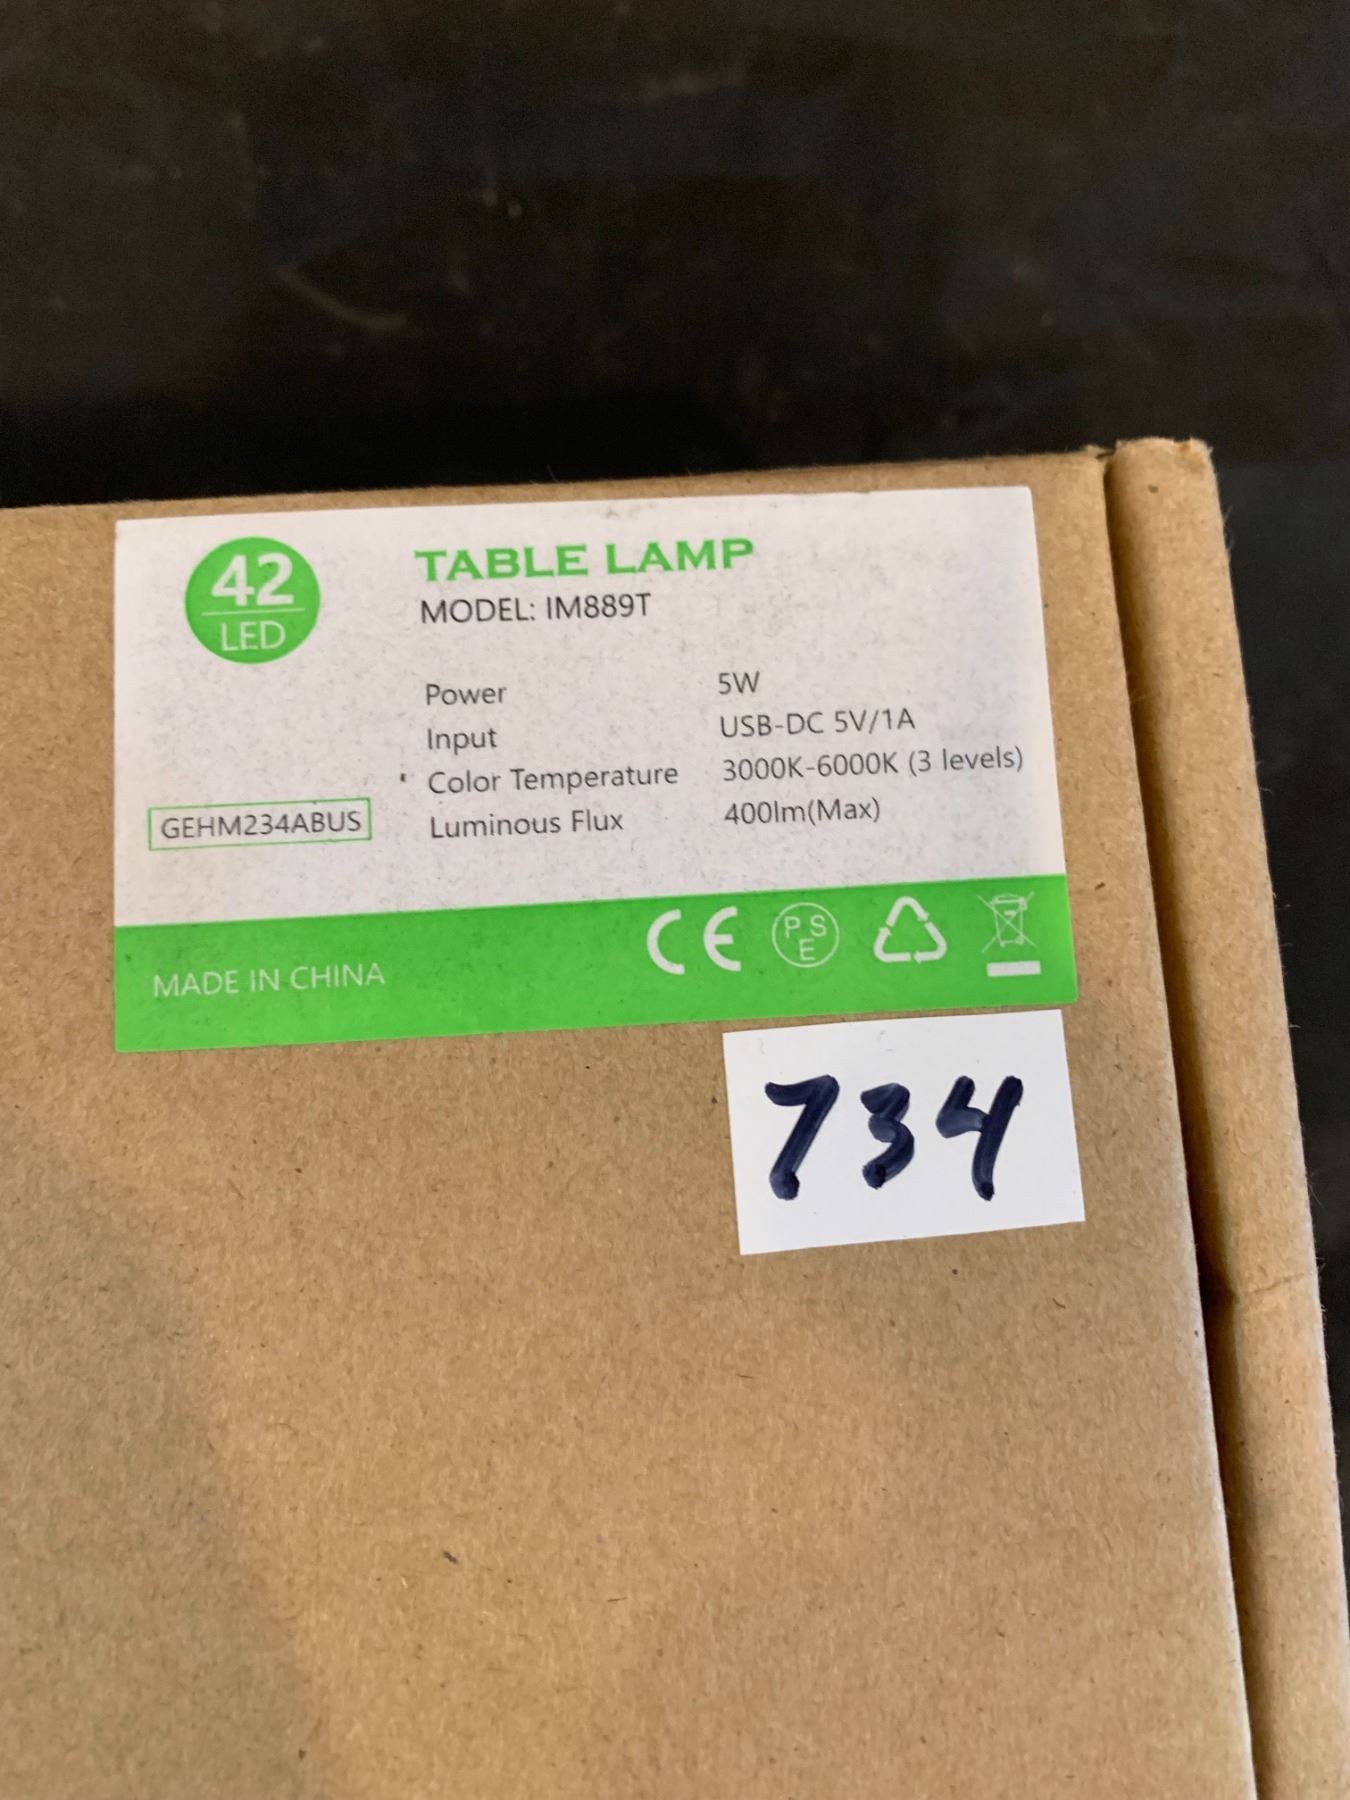 42
LED
TABLE LAMP
MODEL: IM889T
Power 5W
Input USB-DC 5V/1A
Color Temperature 3000K-6000K (3 levels)
Luminous Flux 400lm(Max)
GEHM234ABUS
MADE IN CHINA
CE PSE
734